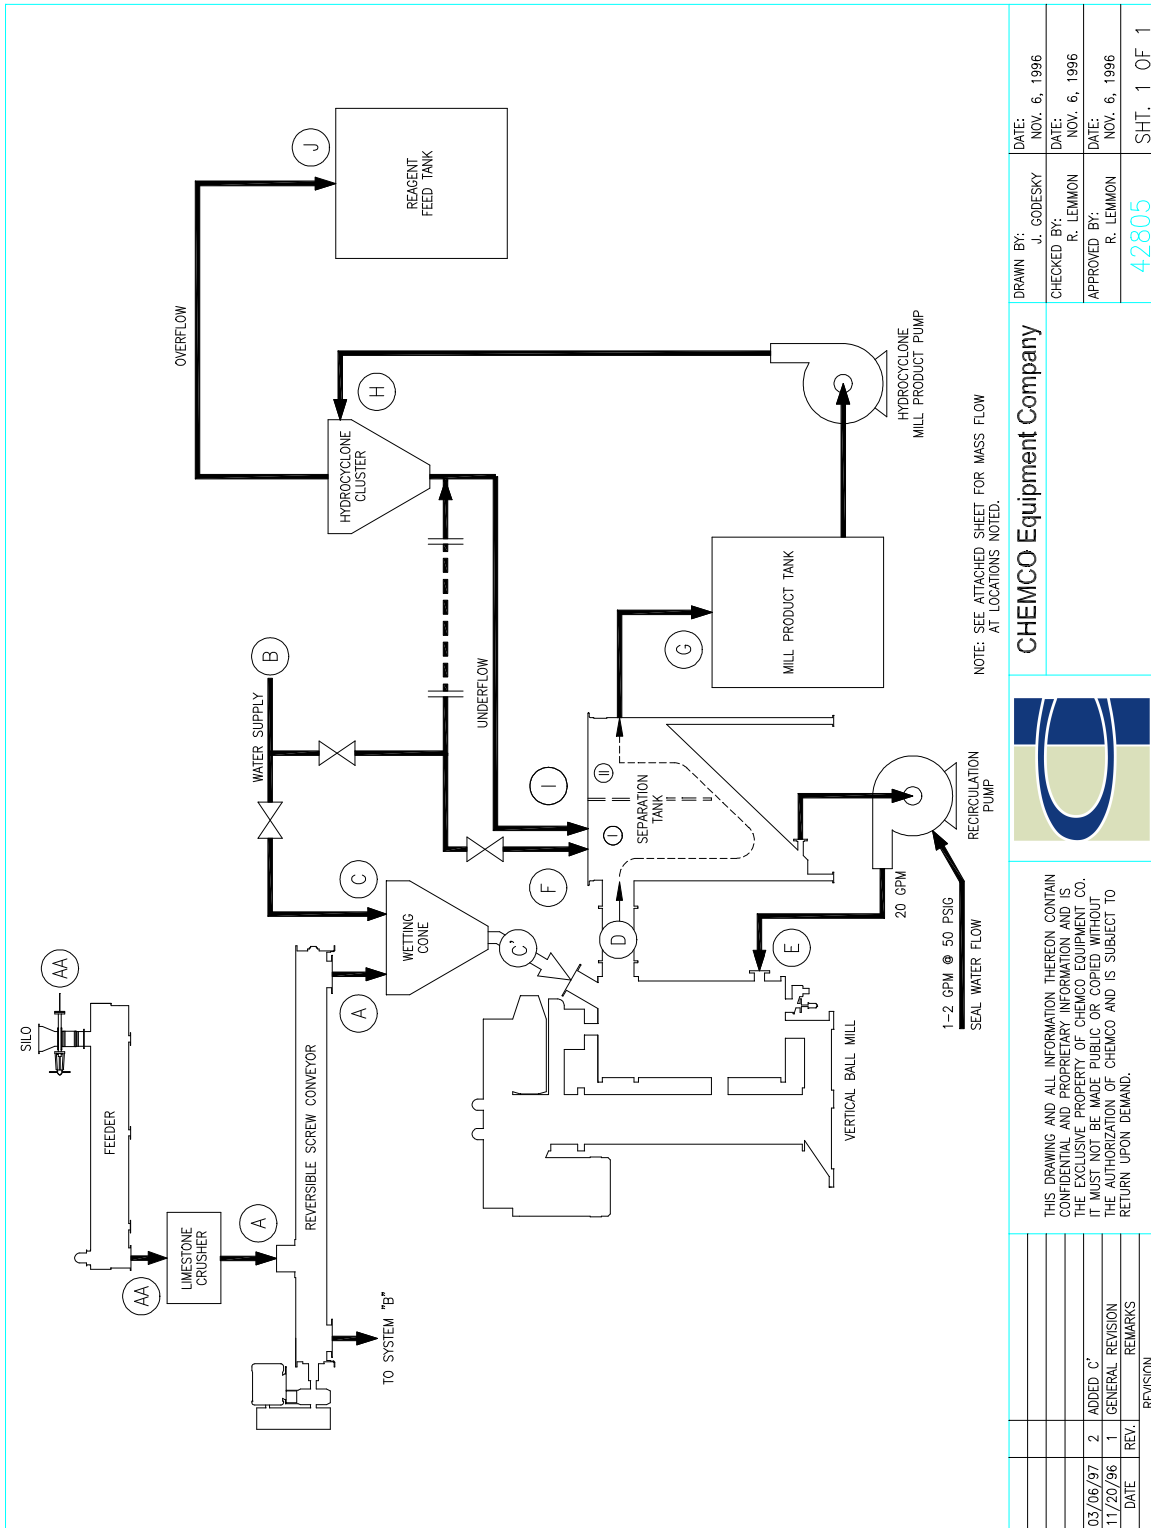 SILO
AA
FEEDER
AA
LIMESTONE
CRUSHER
A
REVERSIBLE SCREW CONVEYOR
TO SYSTEM "B"
A
WATER SUPPLY
B
C
WETTING
CONE
C'
OVERFLOW
J
REAGENT
FEED TANK
H
HYDROCYCLONE
CLUSTER
UNDERFLOW
F
I
I
II
SEPARATION
TANK
D
G
MILL PRODUCT TANK
HYDROCYCLONE
MILL PRODUCT PUMP
E
20 GPM
RECIRCULATION
PUMP
1-2 GPM @ 50 PSIG
SEAL WATER FLOW
VERTICAL BALL MILL
NOTE: SEE ATTACHED SHEET FOR MASS FLOW
AT LOCATIONS NOTED.
03/06/97 2 ADDED C'
11/20/96 1 GENERAL REVISION
DATE REV. REMARKS
REVISION
THIS DRAWING AND ALL INFORMATION THEREON CONTAIN
CONFIDENTIAL AND PROPRIETARY INFORMATION AND IS
THE EXCLUSIVE PROPERTY OF CHEMCO EQUIPMENT CO.
IT MUST NOT BE MADE PUBLIC OR COPIED WITHOUT
THE AUTHORIZATION OF CHEMCO AND IS SUBJECT TO
RETURN UPON DEMAND.
CHEMCO Equipment Company
DRAWN BY: DATE:
J. GODESKY NOV. 6, 1996
CHECKED BY: DATE:
R. LEMMON NOV. 6, 1996
APPROVED BY: DATE:
R. LEMMON NOV. 6, 1996
42805 SHT. 1 OF 1